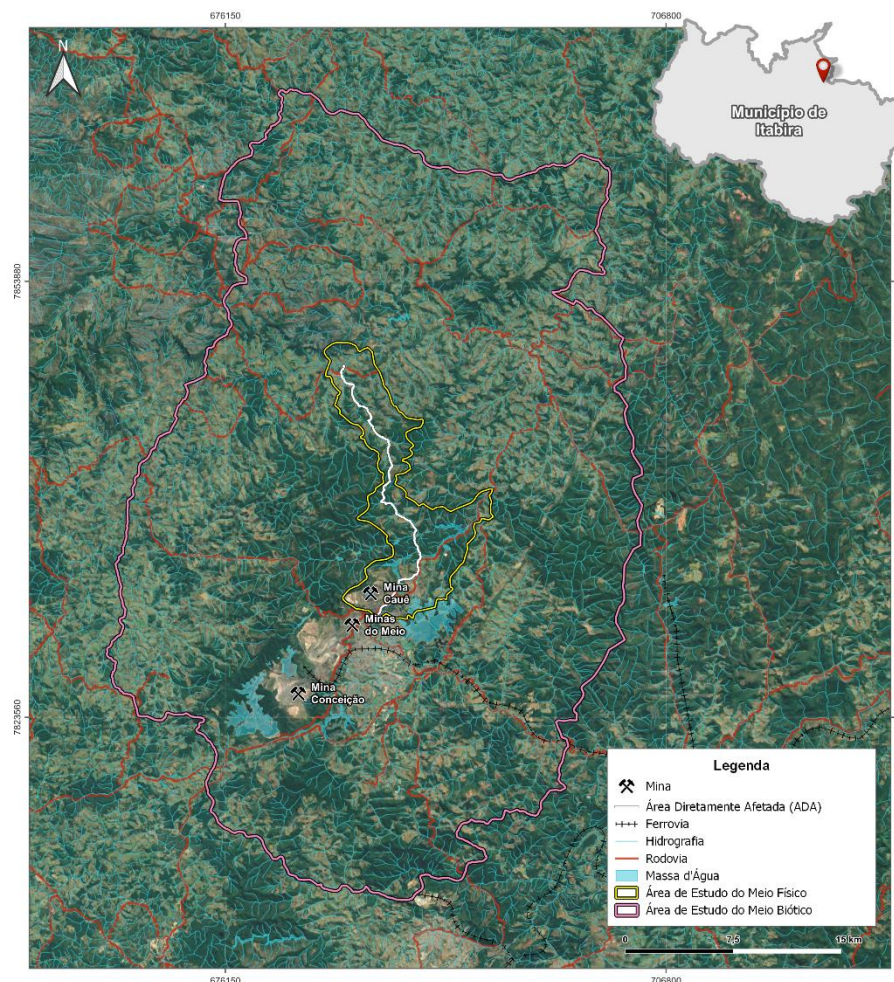 676150
706800
N
Município de
Itabira
7853880
Mina
Cauê
Minas
do Meio
Mina
Conceição
7823560
Legenda
Mina
Área Diretamente Afetada (ADA)
Ferrovia
Hidrografia
Rodovia
Massa d'Água
Área de Estudo do Meio Físico
Área de Estudo do Meio Biótico
0
7,5
15 km
676150
706800